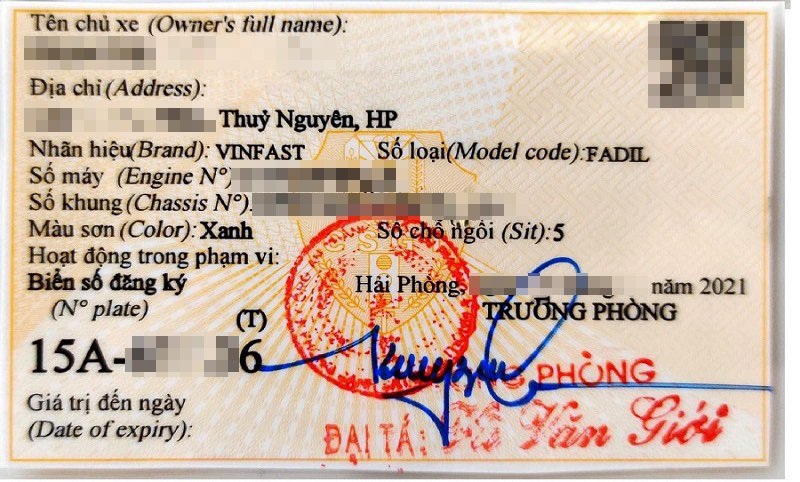 Tên chủ xe (Owner's full name):
Địa chỉ (Address):
Thuỷ Nguyên, HP
Nhãn hiệu(Brand): VINFAST Số loại(Model code):FADIL
Số máy (Engine N°)
Số khung (Chassis N°).
Màu sơn (Color): Xanh Số chỗ ngồi (Sit): 5
Hoạt động trong phạm vi:
Biển số đăng ký Hải Phòng, năm 2021
(N° plate) TRƯỞNG PHÒNG
(T)
15A- 6
PHÒNG
Giá trị đến ngày
(Date of expiry):
ĐẠI TÁ: Văn Giỏi